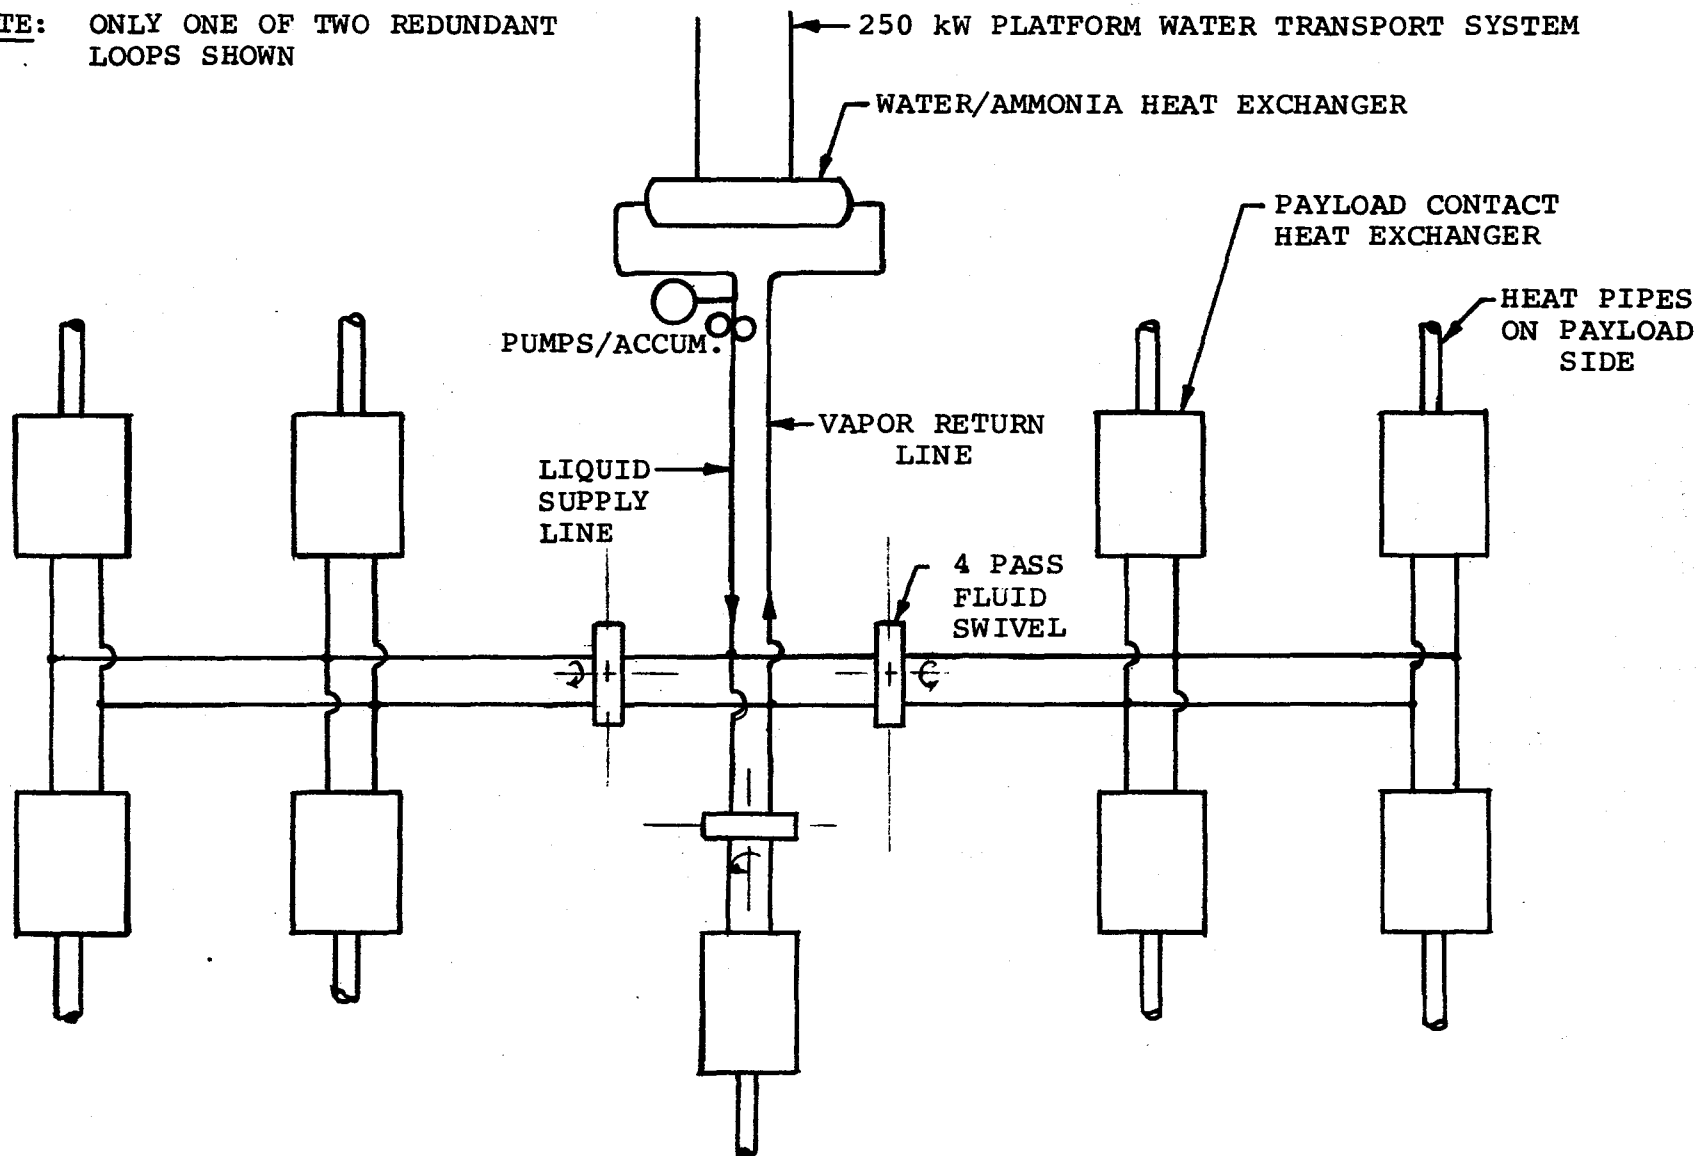 TE: ONLY ONE OF TWO REDUNDANT
LOOPS SHOWN
250 kW PLATFORM WATER TRANSPORT SYSTEM
WATER/AMMONIA HEAT EXCHANGER
PAYLOAD CONTACT
HEAT EXCHANGER
HEAT PIPES
ON PAYLOAD
SIDE
PUMPS/ACCUM.
VAPOR RETURN
LINE
LIQUID
SUPPLY
LINE
4 PASS
FLUID
SWIVEL